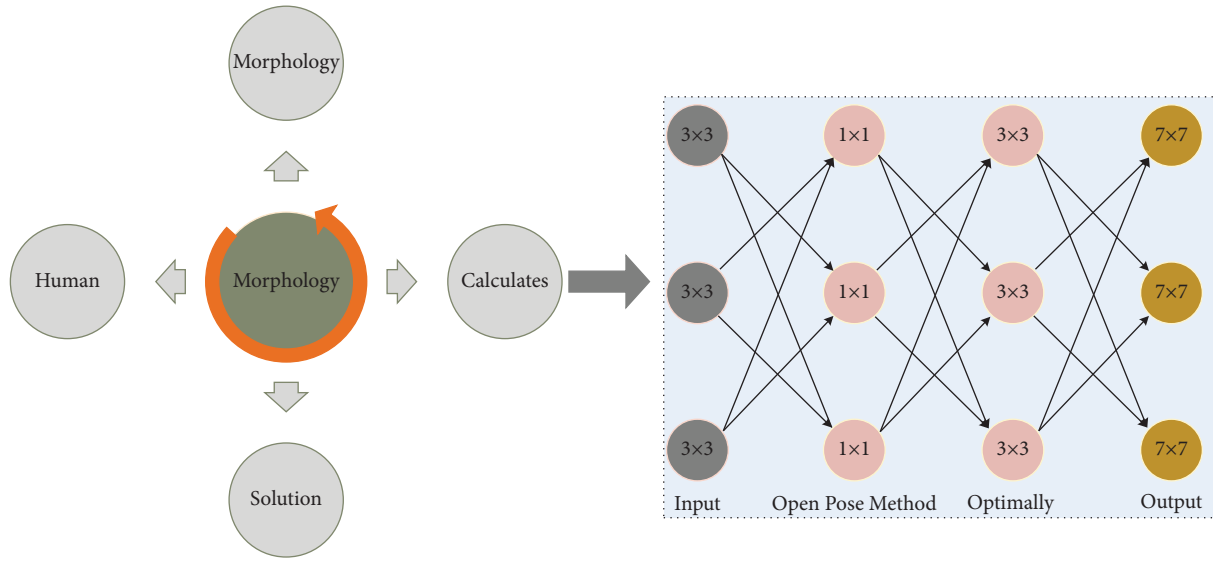 Morphology
Human
Morphology
Calculates
Solution
3×3 1×1 3×3 7×7
3×3 1×1 3×3 7×7
3×3 1×1 3×3 7×7
Input Open Pose Method Optimally Output